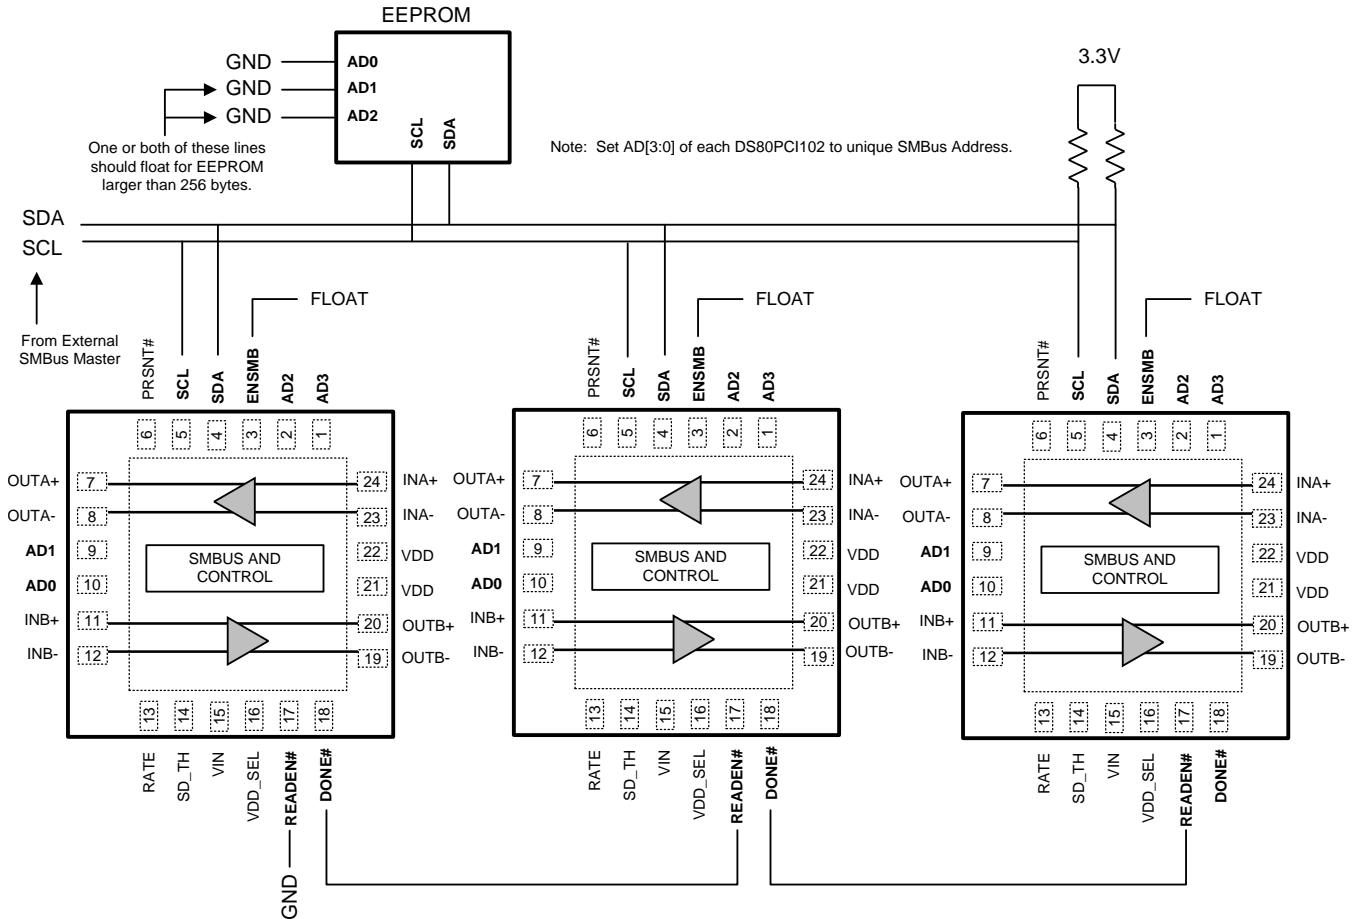 EEPROM
GND AD0
GND AD1
GND AD2
SCL
SDA
3.3V
One or both of these lines
should float for EEPROM
larger than 256 bytes.
Note: Set AD[3:0] of each DS80PCI102 to unique SMBus Address.
SDA
SCL
From External
SMBus Master
FLOAT
PRSNT# SCL SDA ENSMB AD2 AD3
6 5 4 3 2 1
OUTA+ 7 24 INA+
OUTA- 8 23 INA-
AD1 9 22 VDD
AD0 10 21 VDD
SMBUS AND
CONTROL
INB+ 11 20 OUTB+
INB- 12 19 OUTB-
13 14 15 16 17 18
RATE SD_TH VIN VDD_SEL READEN# DONE#
GND
FLOAT
PRSNT# SCL SDA ENSMB AD2 AD3
6 5 4 3 2 1
OUTA+ 7 24 INA+
OUTA- 8 23 INA-
AD1 9 22 VDD
AD0 10 21 VDD
SMBUS AND
CONTROL
INB+ 11 20 OUTB+
INB- 12 19 OUTB-
13 14 15 16 17 18
RATE SD_TH VIN VDD_SEL READEN# DONE#
FLOAT
PRSNT# SCL SDA ENSMB AD2 AD3
6 5 4 3 2 1
OUTA+ 7 24 INA+
OUTA- 8 23 INA-
AD1 9 22 VDD
AD0 10 21 VDD
SMBUS AND
CONTROL
INB+ 11 20 OUTB+
INB- 12 19 OUTB-
13 14 15 16 17 18
RATE SD_TH VIN VDD_SEL READEN# DONE#